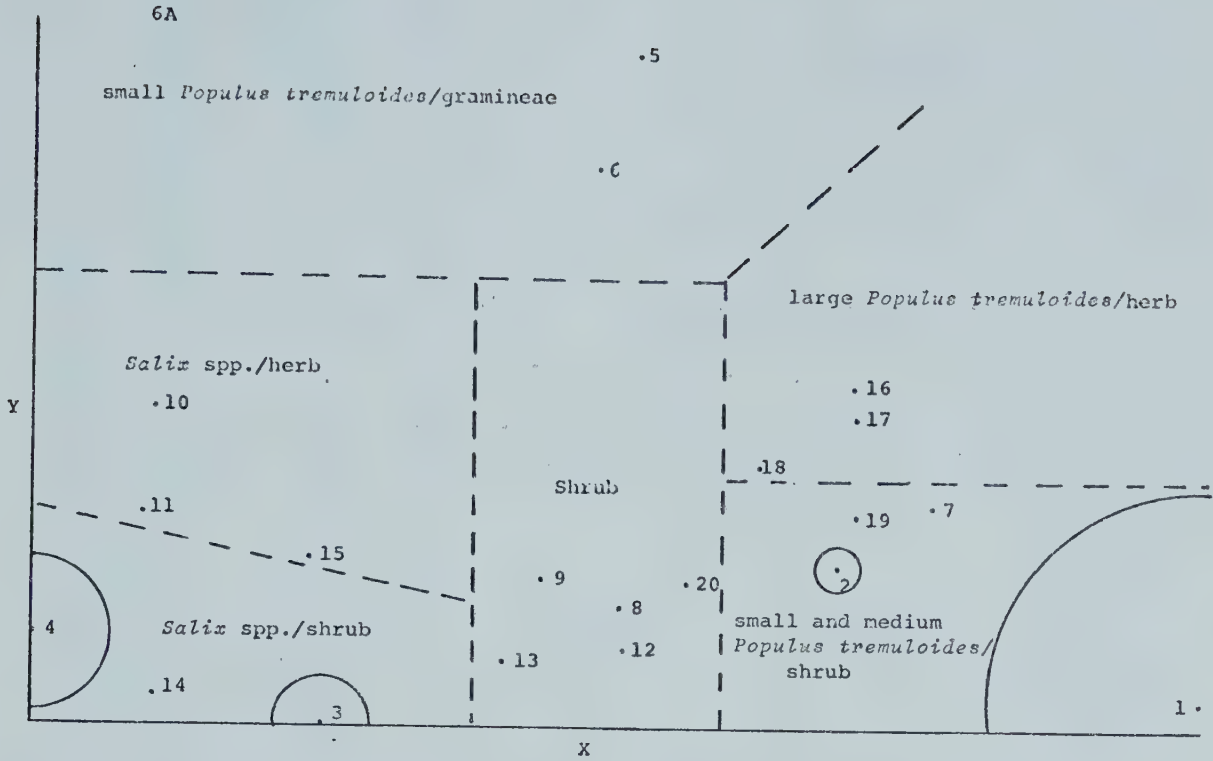 6A
.5
small Populus tremuloides/gramineae
.6
large Populus tremuloides/herb
Salix spp./herb
.16
Y
.10
.17
.18
Shrub
.11
.7
.19
.15
.9
.20
2
.8
4
Salix spp./shrub
small and medium
.12
Populus tremuloides/
.13
shrub
.14
3
1.
X